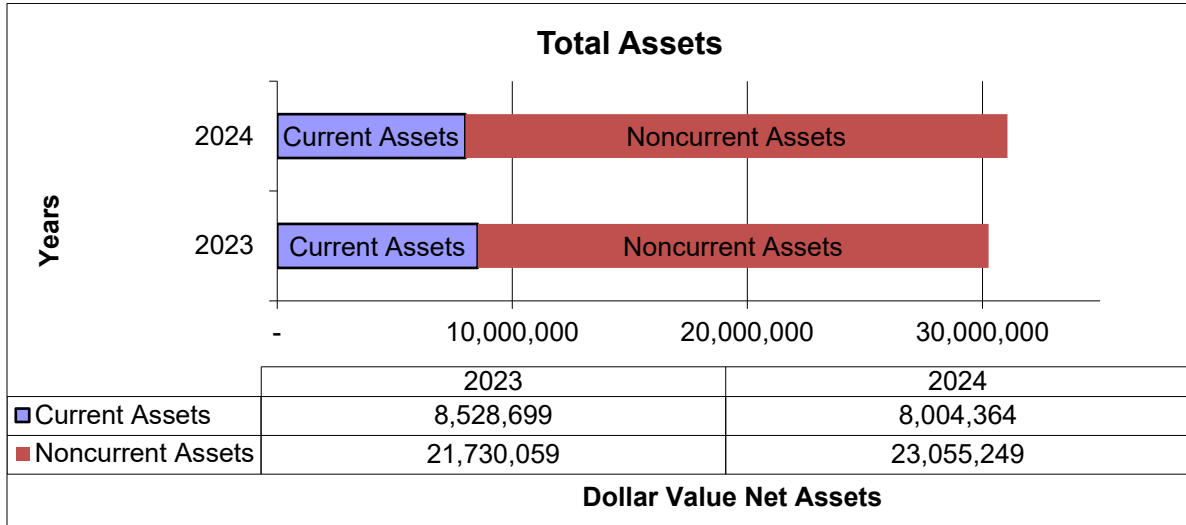 Total Assets
2024
Current Assets
Noncurrent Assets
Years
2023
Current Assets
Noncurrent Assets
- 10,000,000 20,000,000 30,000,000
2023 2024
Current Assets 8,528,699 8,004,364
Noncurrent Assets 21,730,059 23,055,249
Dollar Value Net Assets